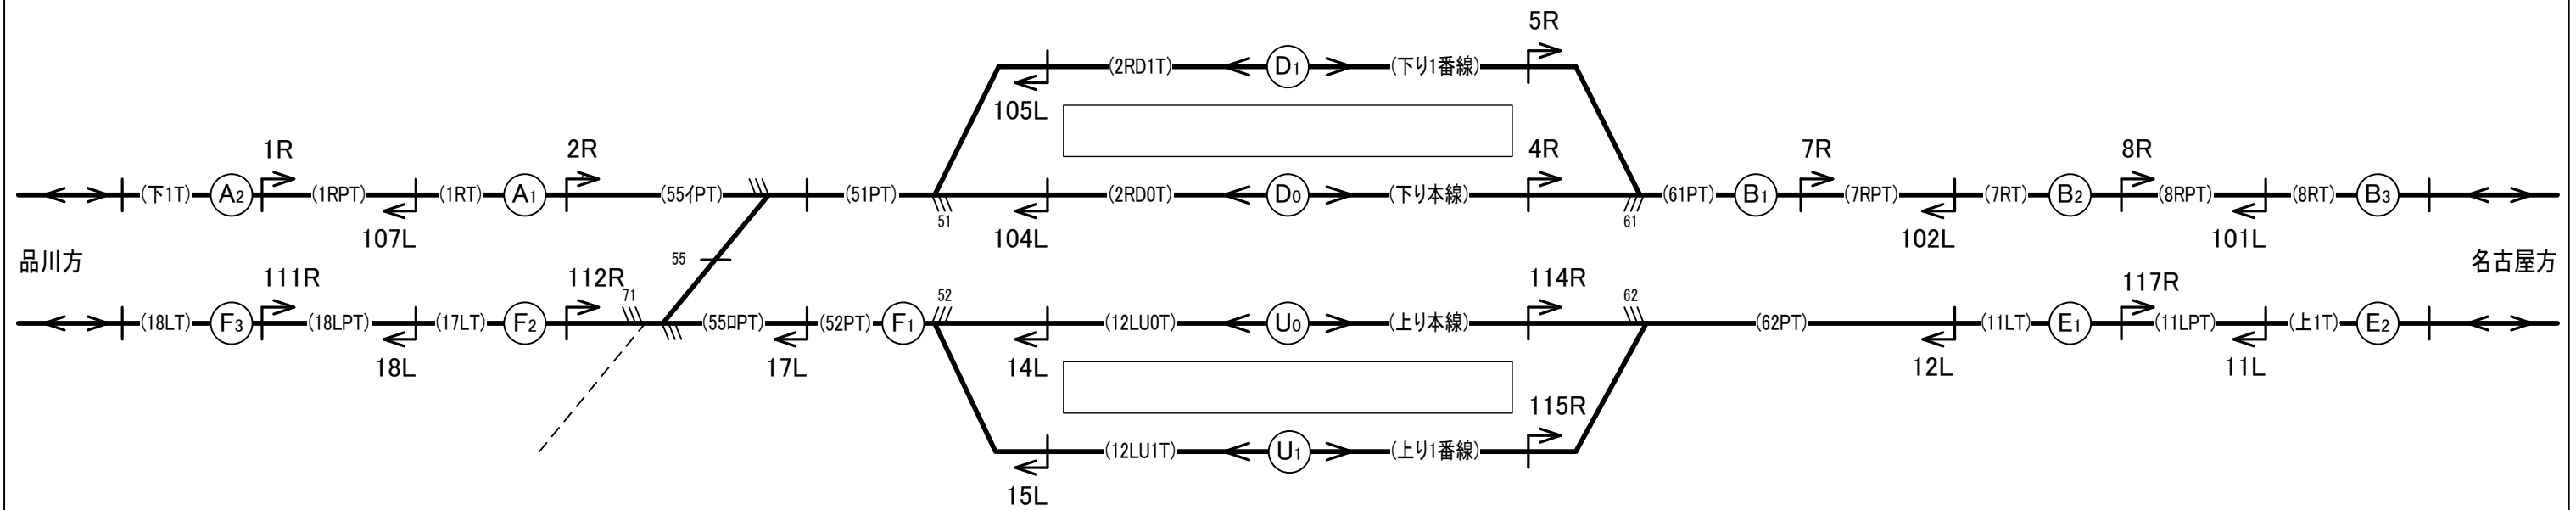 5R
(2RD1T) D1 (下り1番線)
105L
1R 2R 4R 7R 8R
(下1T) A2 (1RPT) (1RT) A1 (55イPT) (51PT) (2RD0T) D0 (下り本線) (61PT) B1 (7RPT) (7RT) B2 (8RPT) (8RT) B3
51 61
107L 104L 102L 101L
品川方 55 名古屋方
111R 112R 71 52 114R 62 117R
(18LT) F3 (18LPT) (17LT) F2 (55ロPT) (52PT) F1 (12LU0T) U0 (上り本線) (62PT) (11LT) E1 (11LPT) (上1T) E2
18L 17L 14L 12L 11L
115R
(12LU1T) U1 (上り1番線)
15L